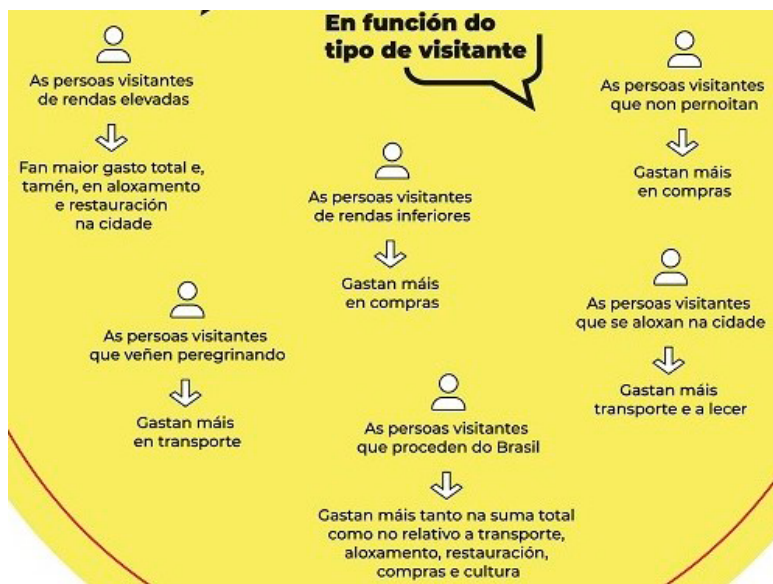 En función do
tipo de visitante
As persoas visitantes
de rendas elevadas
Fan maior gasto total e,
tamén, en aloxamento
e restauración
na cidade
As persoas visitantes
de rendas inferiores
Gastan máis
en compras
As persoas visitantes
que non pernoitan
Gastan máis
en compras
As persoas visitantes
que veñen peregrinando
Gastan máis
en transporte
As persoas visitantes
que proceden do Brasil
Gastan máis tanto na suma total
como no relativo a transporte,
aloxamento, restauración,
compras e cultura
As persoas visitantes
que se aloxan na cidade
Gastan máis
transporte e a lecer